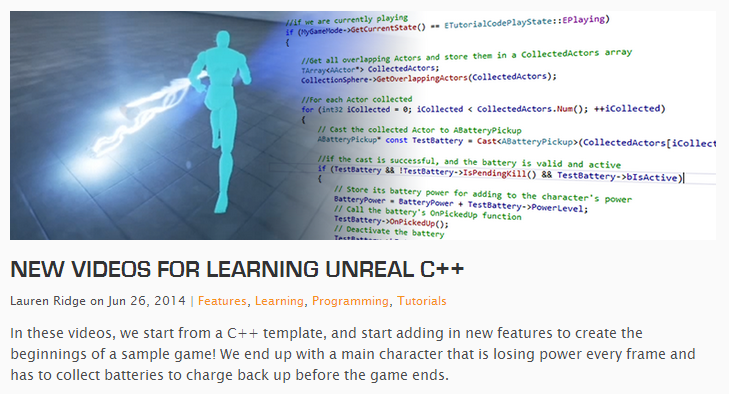 //if we are currently playing
if (MyGameMode->GetCurrentState() == ETutorialCodePlayState::EPlaying)
{
//Get all overlapping Actors and store them in a CollectedActors array
TArray<AActor*> CollectedActors;
CollectionSphere->GetOverlappingActors(CollectedActors);
//For each Actor collected
for (int32 iCollected = 0; iCollected < CollectedActors.Num(); ++iCollected)
{
// Cast the collected Actor to ABatteryPickup
ABatteryPickup* const TestBattery = Cast<ABatteryPickup>(CollectedActors[iCollect
//if the cast is successful, and the battery is valid and active
if (TestBattery && !TestBattery->IsPendingKill() && TestBattery->bIsActive)
{
// Store its battery power for adding to the character's power
BatteryPower = BatteryPower + TestBattery->PowerLevel;
// Call the battery's OnPickedUp function
TestBattery->OnPickedUp();
// Deactivate the battery
NEW VIDEOS FOR LEARNING UNREAL C++
Lauren Ridge on Jun 26, 2014 | Features, Learning, Programming, Tutorials
In these videos, we start from a C++ template, and start adding in new features to create the
beginnings of a sample game! We end up with a main character that is losing power every frame and
has to collect batteries to charge back up before the game ends.